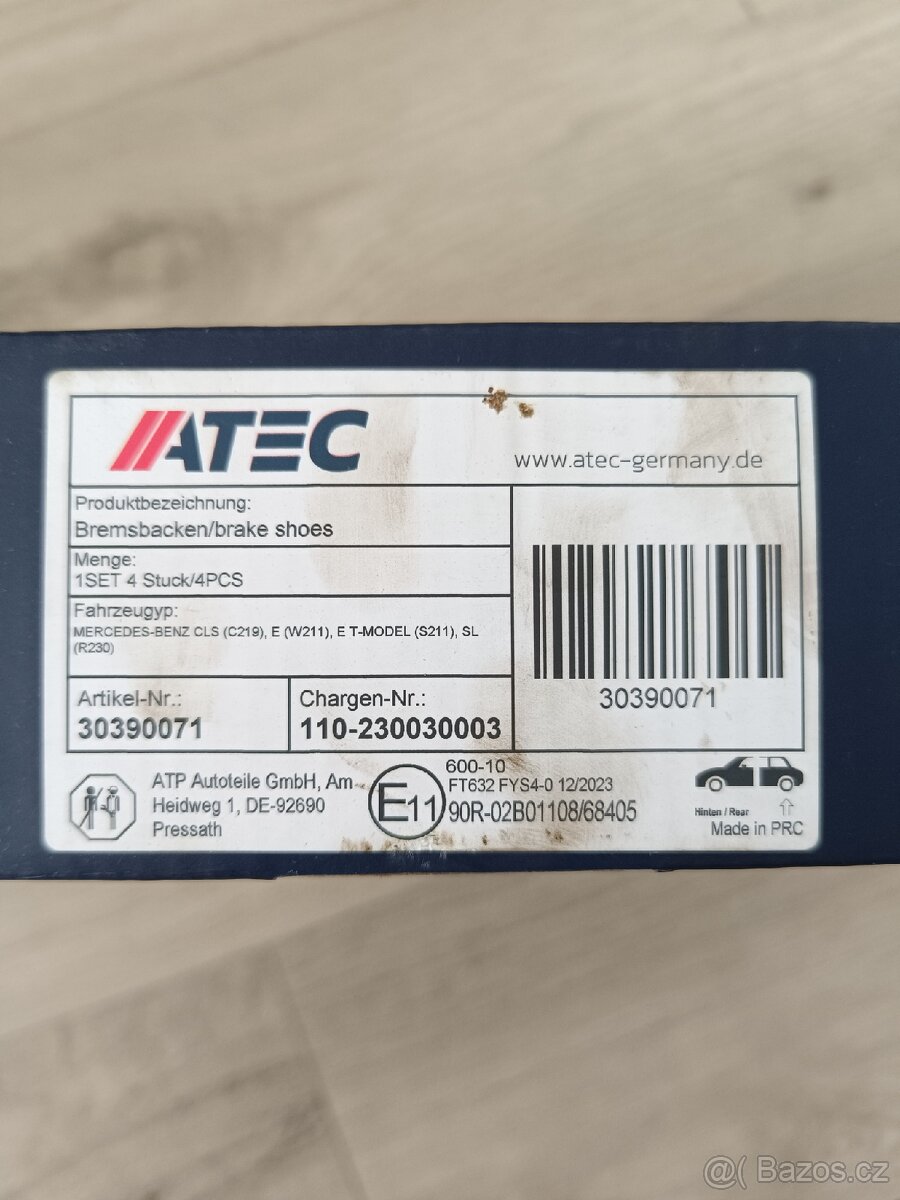 ATEC
www.atec-germany.de
Produktbezeichnung:
Bremsbacken/brake shoes
Menge:
1SET 4 Stuck/4PCS
Fahrzeugyp:
MERCEDES-BENZ CLS (C219), E (W211), E T-MODEL (S211), SL
(R230)
30390071
Artikel-Nr.:
30390071
Chargen-Nr.:
110-230030003
ATP Autoteile GmbH, Am
Heidweg 1, DE-92690
Pressath
E11
600-10
FT632 FYS4-0 12/2023
90R-02B01108/68405
Hinten / Rear
Made in PRC
@( Bazos.cz